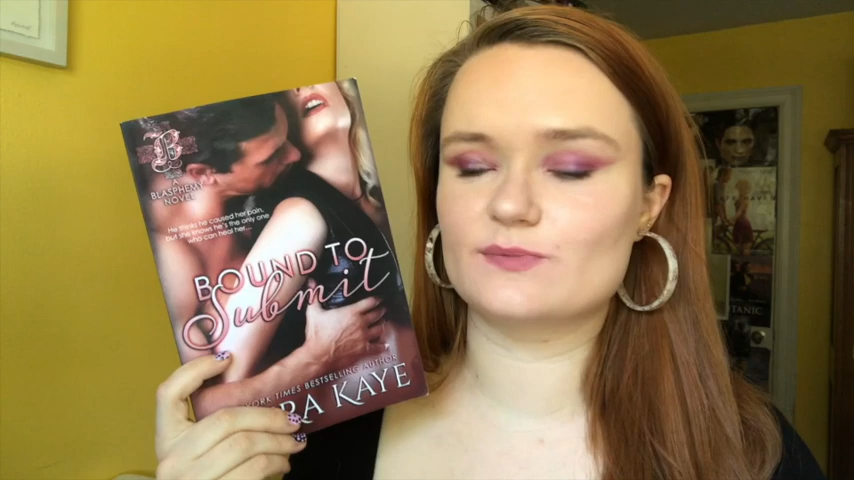 B
A
BLASPHEMY
NOVEL
He thinks he caused her pain,
but she knows he's the only one
who can heal her...
BOUND TO
Submit
YORK TIMES BESTSELLING AUTHOR
RA KAYE
TANIC